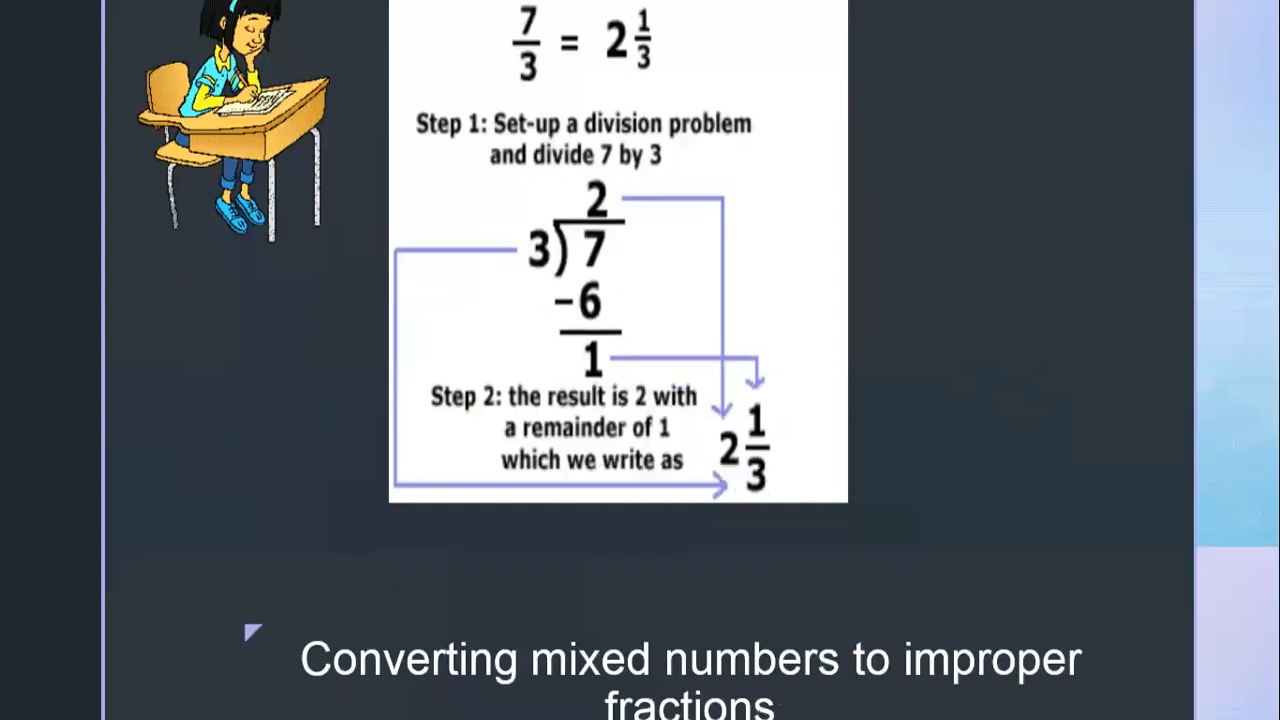 7/3 = 2 1/3
Step 1: Set-up a division problem
and divide 7 by 3
2
3)7
-6
1
Step 2: the result is 2 with
a remainder of 1
which we write as
2 1/3
Converting mixed numbers to improper
fractions